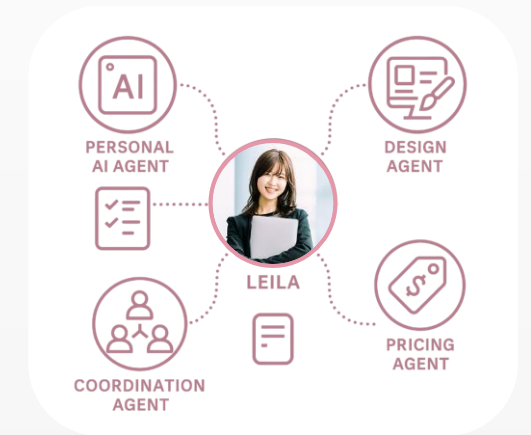 AI
PERSONAL
AI AGENT
DESIGN
AGENT
LEILA
$
PRICING
AGENT
COORDINATION
AGENT